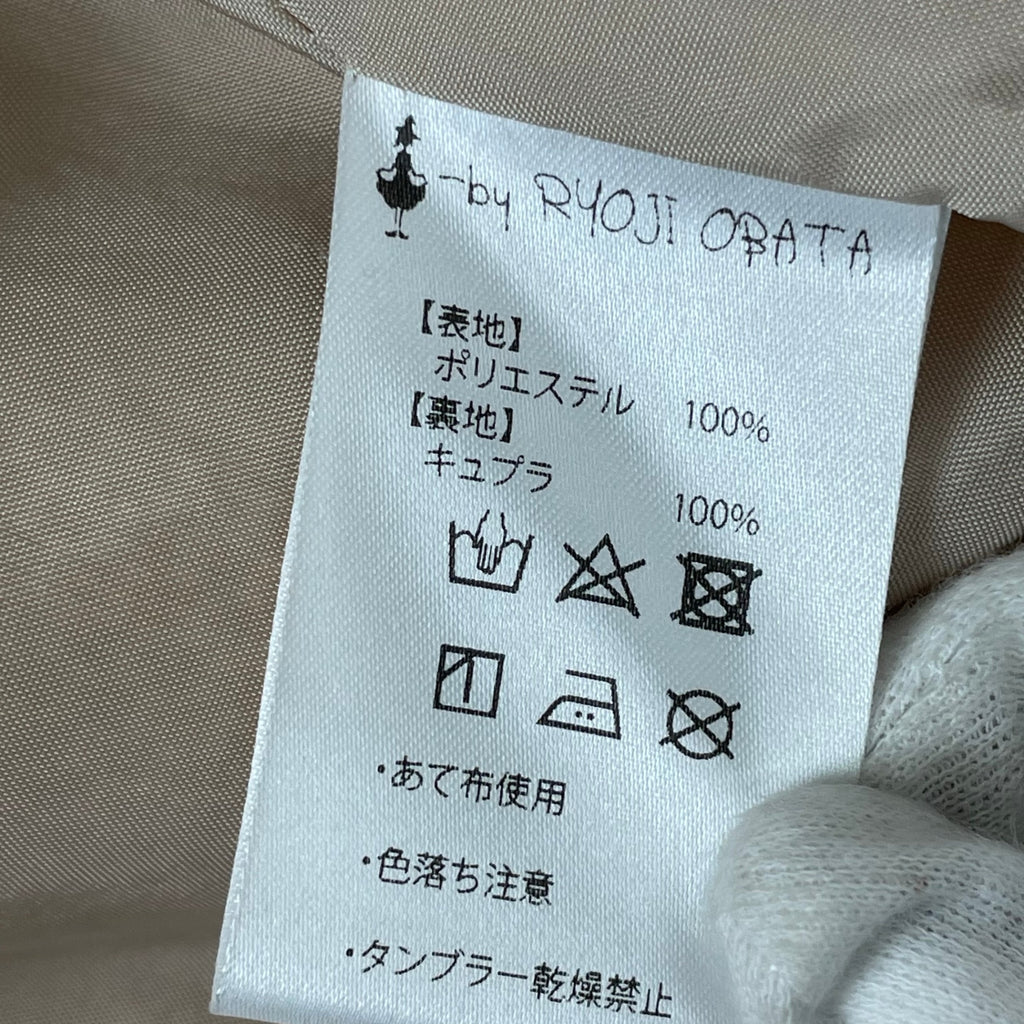 -by RYOJI OBATA
【表地】
ポリエステル 100%
【裏地】
キュプラ 100%
・あて布使用
・色落ち注意
・タンブラー乾燥禁止